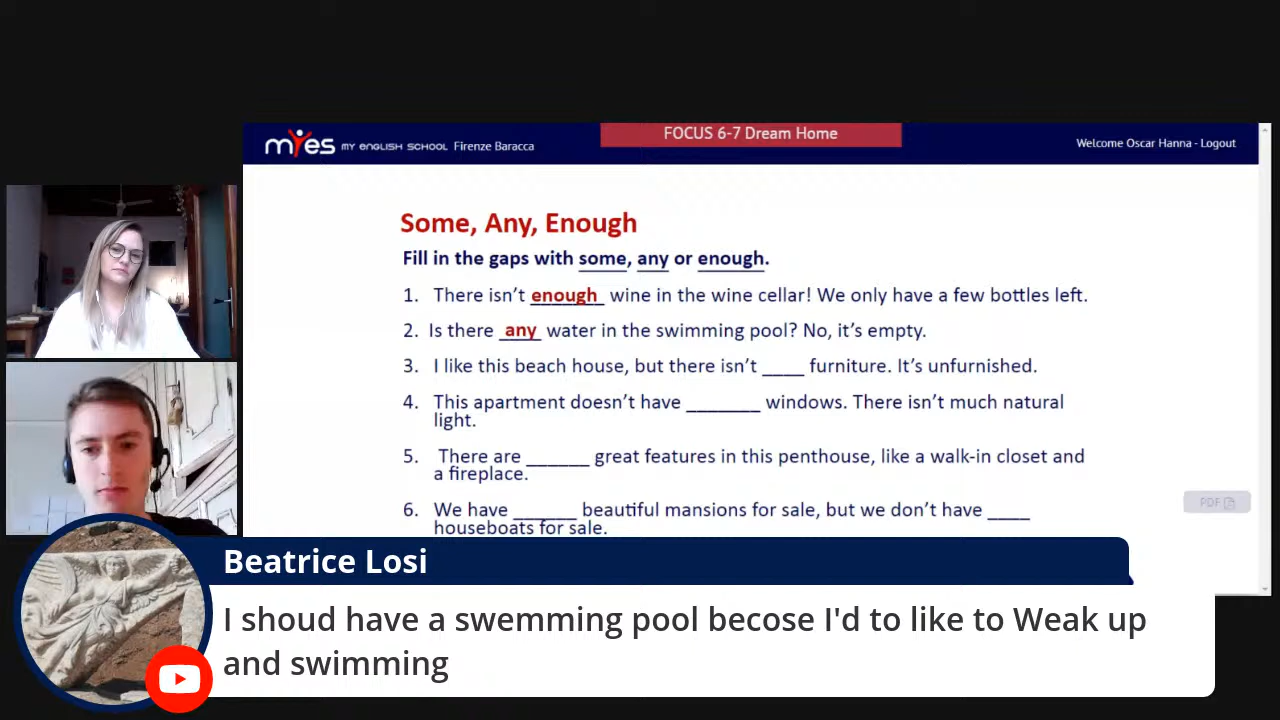 FOCUS 6-7 Dream Home
myes MY ENGLISH SCHOOL Firenze Baracca
Welcome Oscar Hanna - Logout
Some, Any, Enough
Fill in the gaps with some, any or enough.
1. There isn't enough wine in the wine cellar! We only have a few bottles left.
2. Is there any water in the swimming pool? No, it's empty.
3. I like this beach house, but there isn't ____ furniture. It's unfurnished.
4. This apartment doesn't have _______ windows. There isn't much natural
light.
5. There are ______ great features in this penthouse, like a walk-in closet and
a fireplace.
6. We have ______ beautiful mansions for sale, but we don't have ____
houseboats for sale.
PDF
Beatrice Losi
I shoud have a swemming pool becose I'd to like to Weak up
and swimming